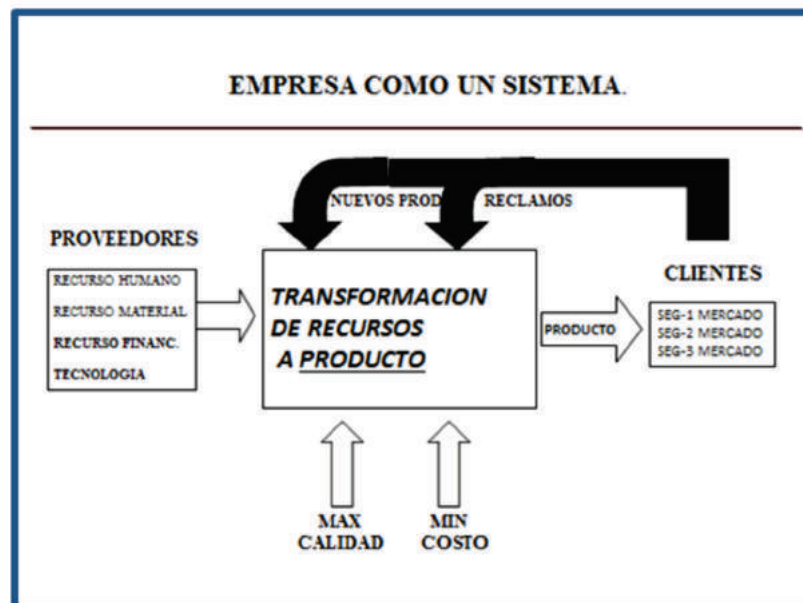 EMPRESA COMO UN SISTEMA.
NUEVOS PROD
RECLAMOS
PROVEEDORES
RECURSO HUMANO
RECURSO MATERIAL
RECURSO FINANC.
TECNOLOGIA
TRANSFORMACION
DE RECURSOS
A PRODUCTO
PRODUCTO
CLIENTES
SEG-1 MERCADO
SEG-2 MERCADO
SEG-3 MERCADO
MAX
CALIDAD
MIN
COSTO